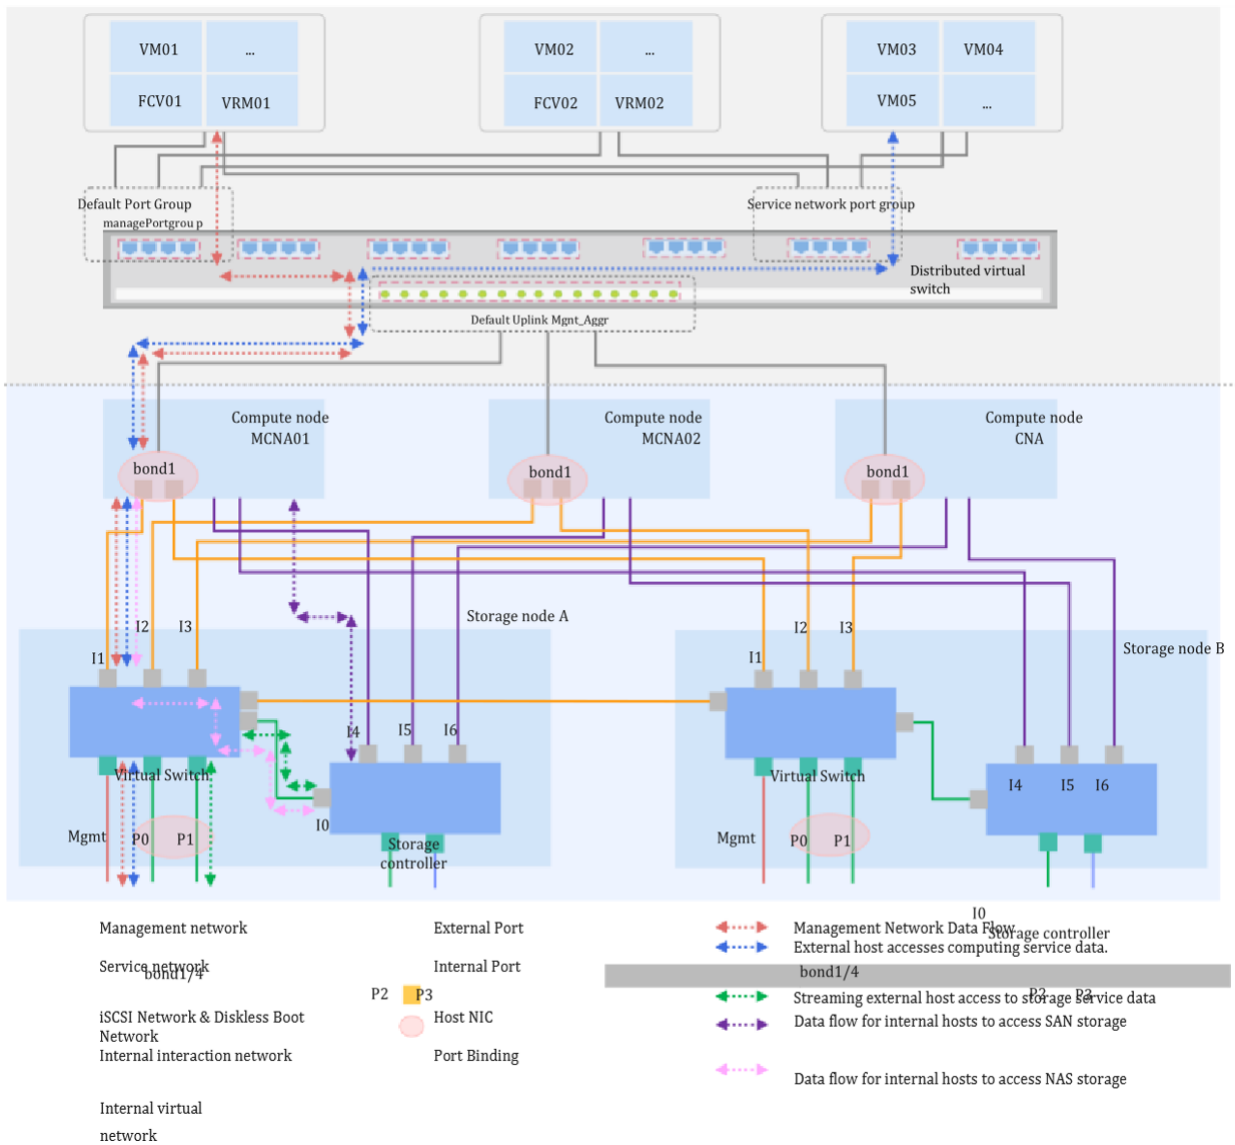 VM01
...
VM02
...
VM03
VM04
FCV01
VRM01
FCV02
VRM02
VM05
...
Default Port Group
managePortgrou p
Service network port group
Distributed virtual
switch
Default Uplink Mgnt_Aggr
Compute node
MCNA01
Compute node
MCNA02
Compute node
CNA
bond1
bond1
bond1
Storage node A
I2
I3
I1
I2
I3
I1
Storage node B
I4
I5
I6
Virtual Switch
Virtual Switch
I4
I5
I6
Mgmt
P0
P1
I0
Storage
controller
Mgmt
P0
P1
I0
Storage controller
Management network
External Port
Management Network Data Flow
External host accesses computing service data.
Service network
bond1/4
Internal Port
bond1/4
P2
P3
P2
P3
Streaming external host access to storage service data
iSCSI Network & Diskless Boot
Network
Host NIC
Data flow for internal hosts to access SAN storage
Internal interaction network
Port Binding
Data flow for internal hosts to access NAS storage
Internal virtual
network